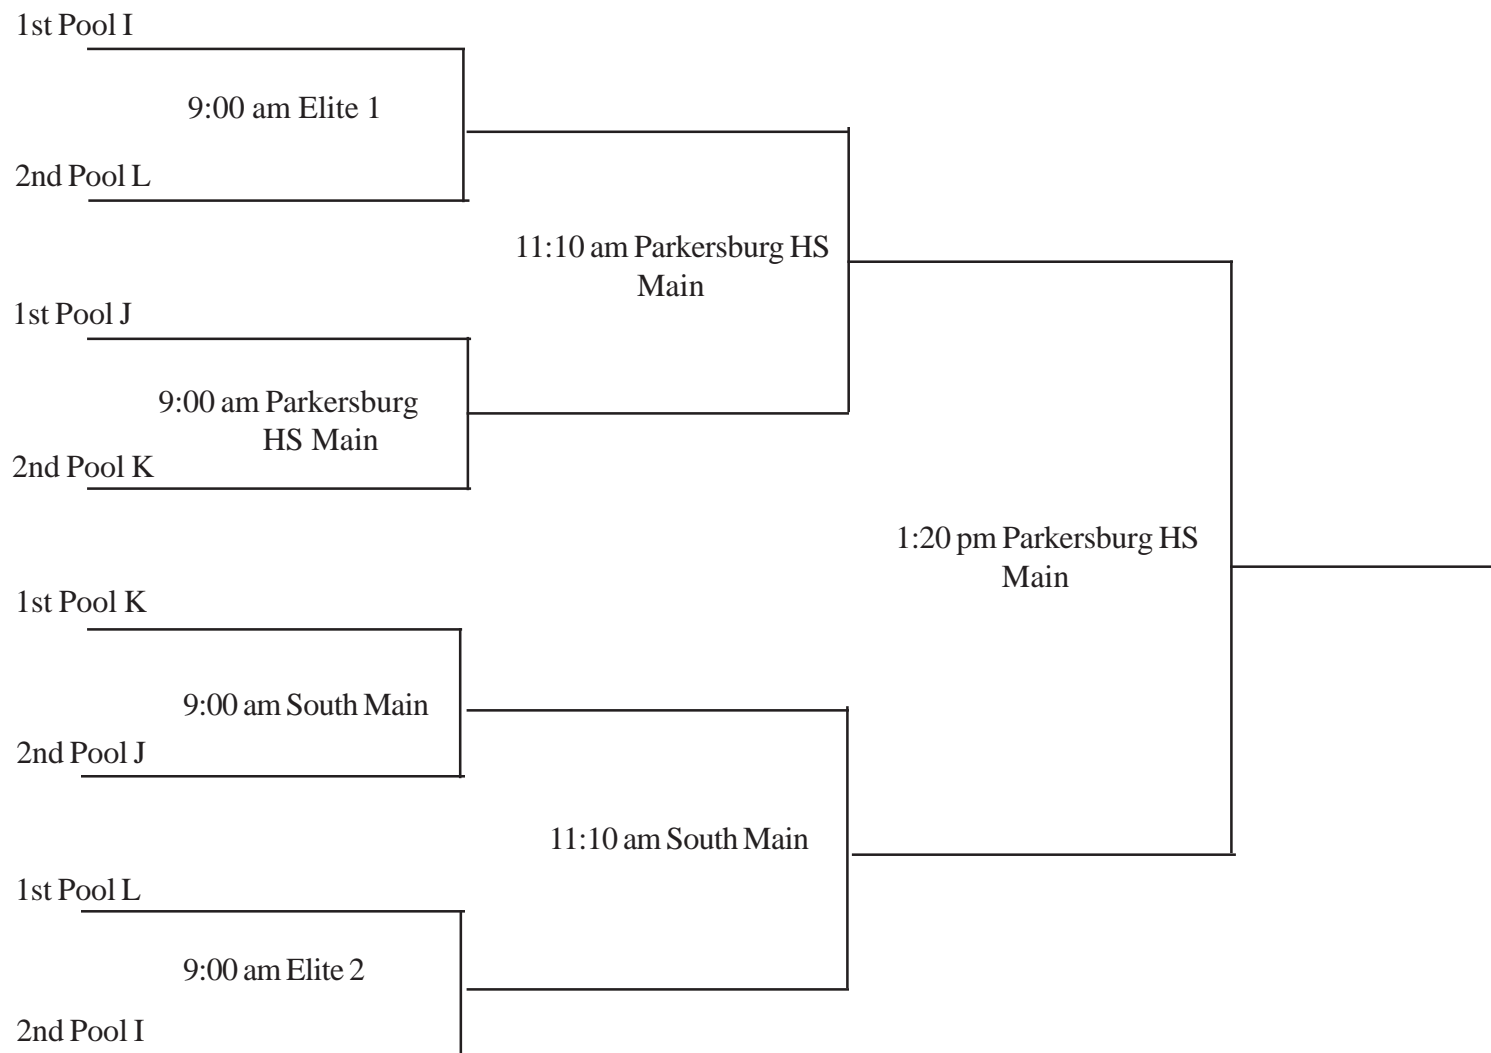 1st Pool I
9:00 am Elite 1
2nd Pool L
11:10 am Parkersburg HS
Main
1st Pool J
9:00 am Parkersburg
HS Main
2nd Pool K
1:20 pm Parkersburg HS
Main
1st Pool K
9:00 am South Main
2nd Pool J
11:10 am South Main
1st Pool L
9:00 am Elite 2
2nd Pool I